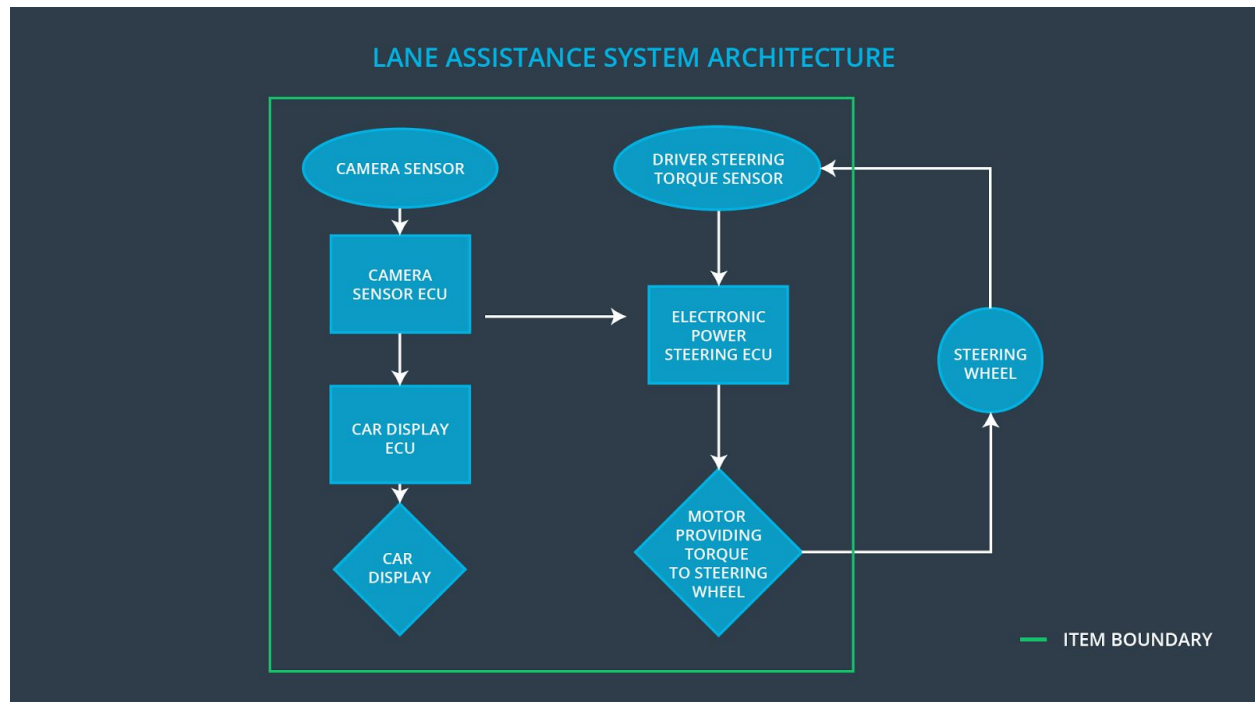 LANE ASSISTANCE SYSTEM ARCHITECTURE
CAMERA SENSOR
CAMERA
SENSOR ECU
CAR DISPLAY
ECU
CAR
DISPLAY
DRIVER STEERING
TORQUE SENSOR
ELECTRONIC
POWER
STEERING ECU
MOTOR
PROVIDING
TORQUE
TO STEERING
WHEEL
STEERING
WHEEL
ITEM BOUNDARY